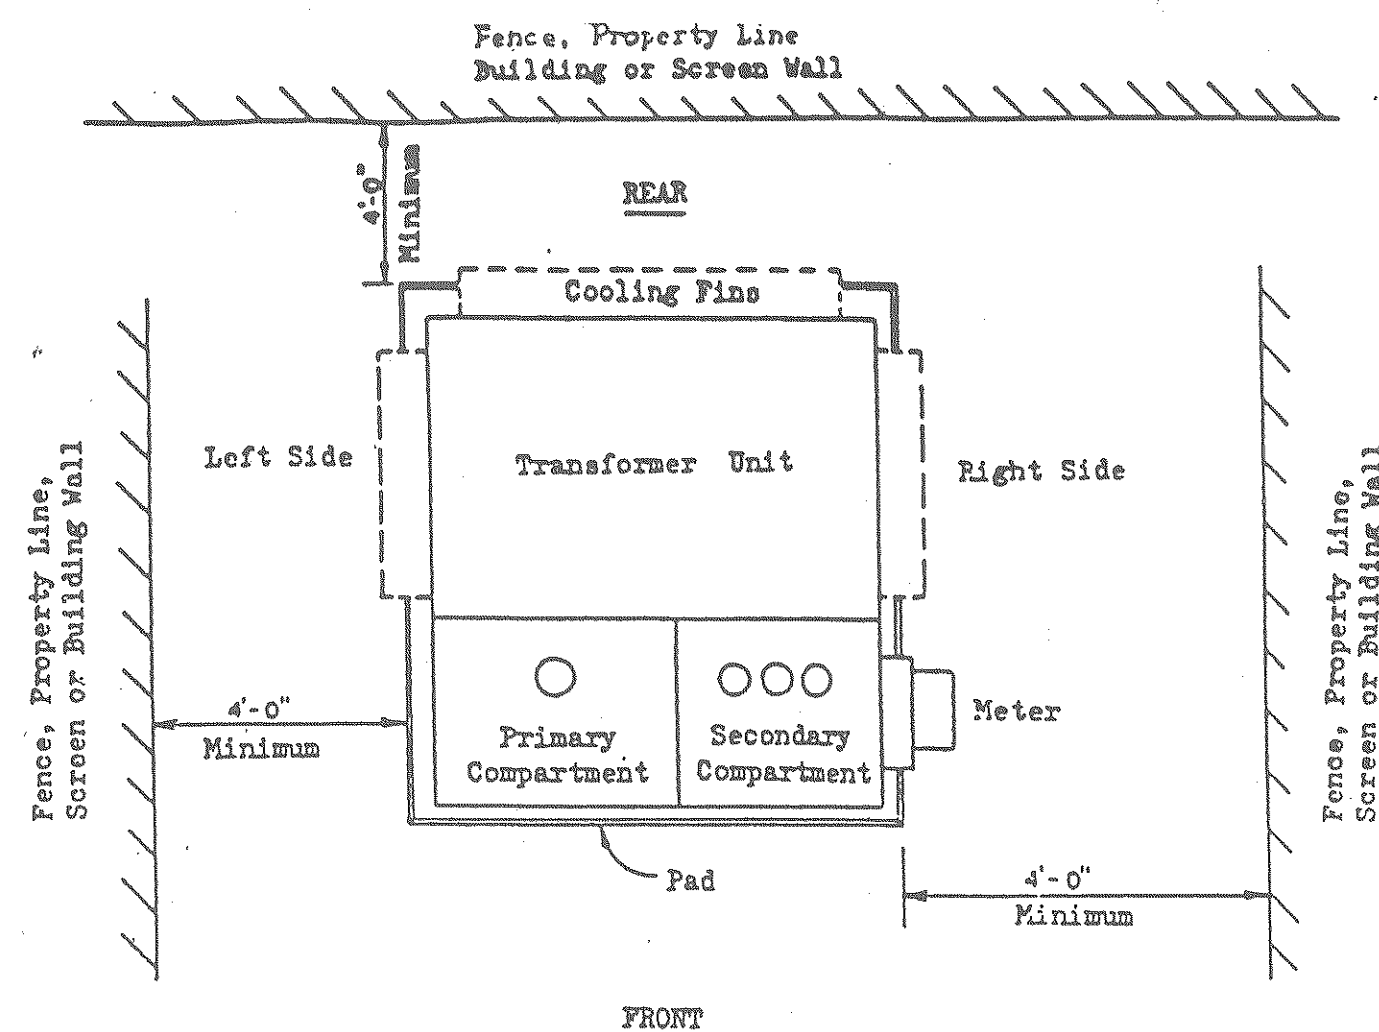 Fence, Property Line
Building or Screen Wall
4'-0"
Minimum
REAR
Cooling Fins
Left Side
Transformer Unit
Right Side
Fence, Property Line,
Screen or Building Wall
Fence, Property Line,
Screen or Building Wall
4'-0"
Minimum
Primary
Compartment
Secondary
Compartment
Meter
Pad
4'-0"
Minimum
FRONT